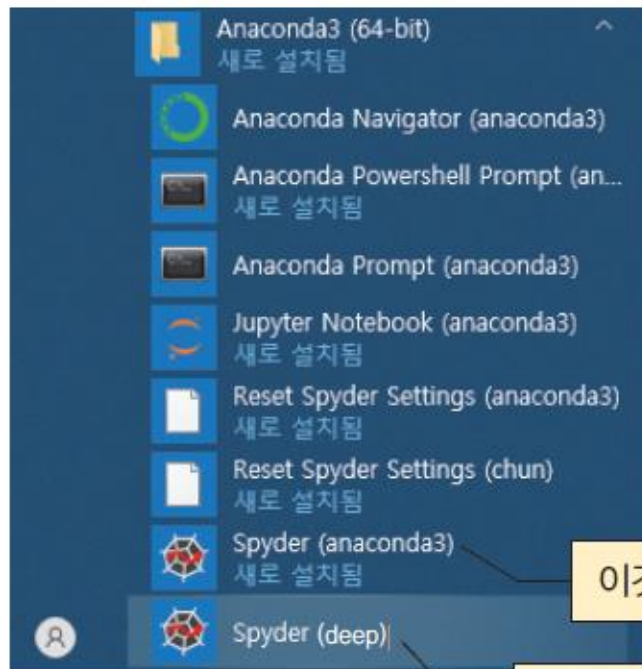 Anaconda3 (64-bit)
새로 설치됨
Anaconda Navigator (anaconda3)
Anaconda Powershell Prompt (an...
새로 설치됨
Anaconda Prompt (anaconda3)
Jupyter Notebook (anaconda3)
새로 설치됨
Reset Spyder Settings (anaconda3)
새로 설치됨
Reset Spyder Settings (chun)
새로 설치됨
Spyder (anaconda3)
새로 설치됨
Spyder (deep)